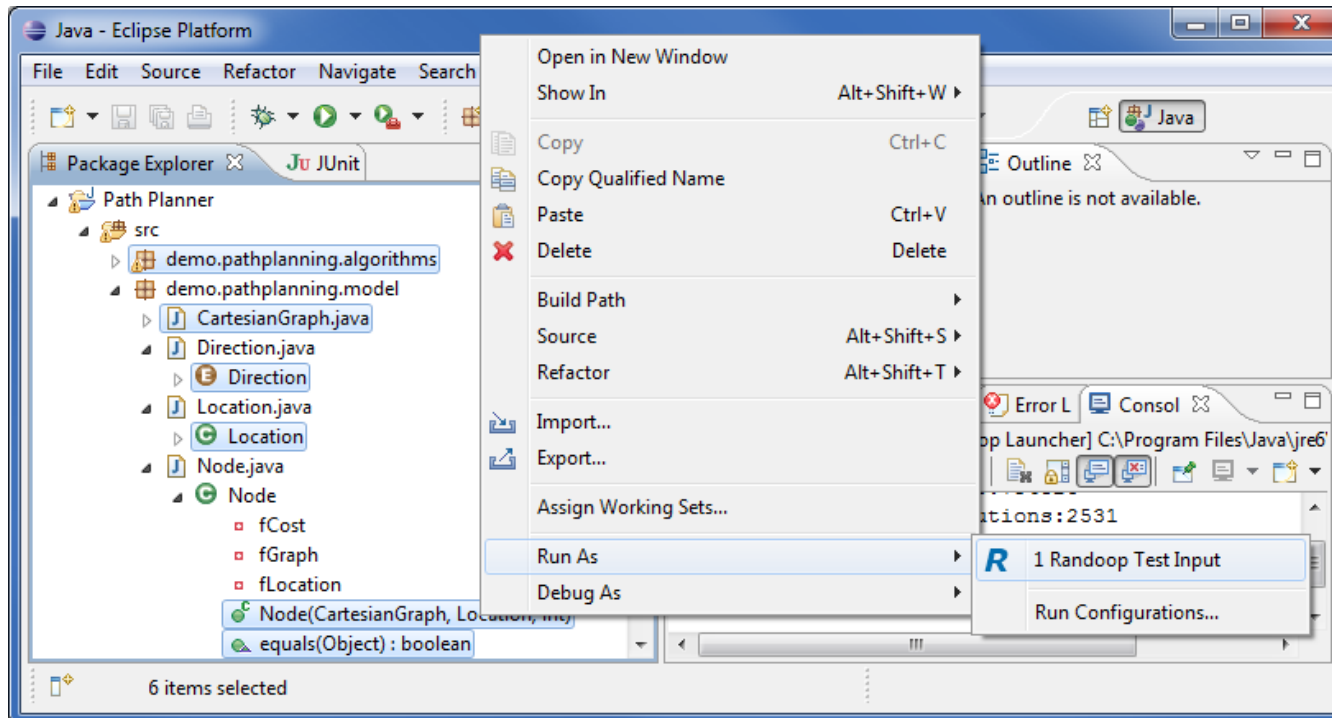 Java - Eclipse Platform
File Edit Source Refactor Navigate Search
Java
Package Explorer
JU JUnit
Path Planner
src
demo.pathplanning.algorithms
demo.pathplanning.model
CartesianGraph.java
Direction.java
Direction
Location.java
Location
Node.java
Node
fCost
fGraph
fLocation
Node(CartesianGraph, Location, int)
equals(Object) : boolean
6 items selected
Open in New Window
Show In Alt+Shift+W
Copy Ctrl+C
Copy Qualified Name
Paste Ctrl+V
Delete Delete
Build Path
Source Alt+Shift+S
Refactor Alt+Shift+T
Import...
Export...
Assign Working Sets...
Run As
Debug As
R 1 Randoop Test Input
Run Configurations...
Outline
An outline is not available.
Error L Consol
op Launcher] C:\Program Files\Java\jre6
utions:2531